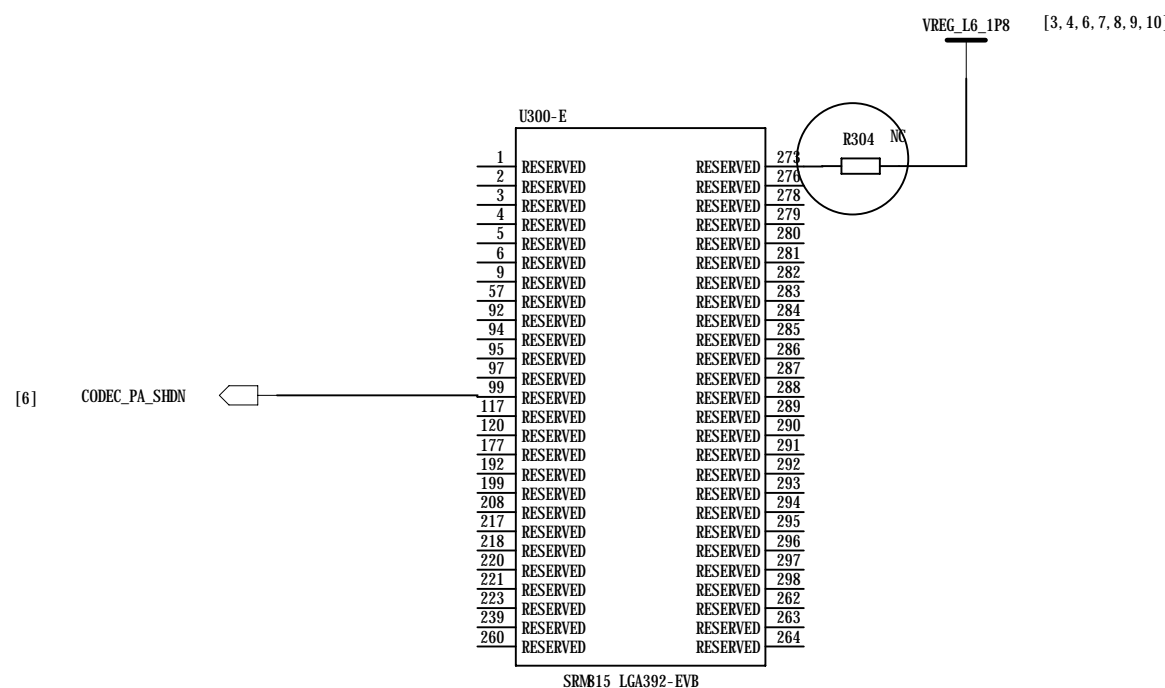 VREG_L6_1P8 [3,4,6,7,8,9,10]
U300-E
R304 NC
1 RESERVED RESERVED 273
2 RESERVED RESERVED 276
3 RESERVED RESERVED 278
4 RESERVED RESERVED 279
5 RESERVED RESERVED 280
6 RESERVED RESERVED 281
9 RESERVED RESERVED 282
57 RESERVED RESERVED 283
92 RESERVED RESERVED 284
94 RESERVED RESERVED 285
95 RESERVED RESERVED 286
97 RESERVED RESERVED 287
[6] CODEC_PA_SHDN 99 RESERVED RESERVED 288
117 RESERVED RESERVED 289
120 RESERVED RESERVED 290
177 RESERVED RESERVED 291
192 RESERVED RESERVED 292
199 RESERVED RESERVED 293
208 RESERVED RESERVED 294
217 RESERVED RESERVED 295
218 RESERVED RESERVED 296
220 RESERVED RESERVED 297
221 RESERVED RESERVED 298
223 RESERVED RESERVED 262
239 RESERVED RESERVED 263
260 RESERVED RESERVED 264
SRM815 LGA392-EVB